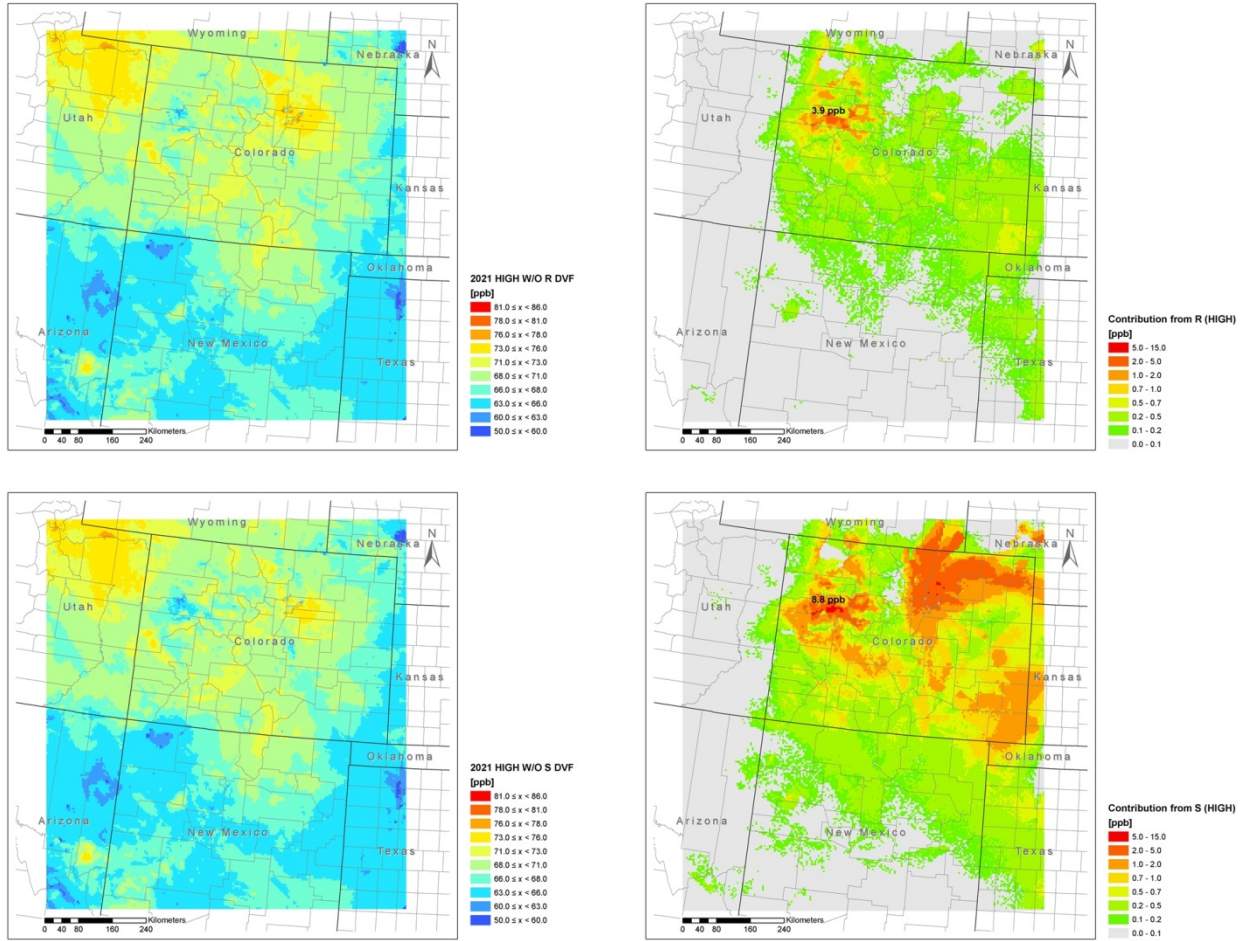 Wyoming
N
Nebraska
Utah
Colorado
Kansas
Oklahoma
Arizona
New Mexico
Texas
0 40 80 160 240 Kilometers
2021 HIGH W/O R DVF
[ppb]
81.0 ≤ x < 86.0
78.0 ≤ x < 81.0
76.0 ≤ x < 78.0
73.0 ≤ x < 76.0
71.0 ≤ x < 73.0
68.0 ≤ x < 71.0
66.0 ≤ x < 68.0
63.0 ≤ x < 66.0
60.0 ≤ x < 63.0
50.0 ≤ x < 60.0
Wyoming
N
Nebraska
Utah
3.9 ppb
Colorado
Kansas
Oklahoma
Arizona
New Mexico
Texas
0 40 80 160 240 Kilometers
Contribution from R (HIGH)
[ppb]
5.0 - 15.0
2.0 - 5.0
1.0 - 2.0
0.7 - 1.0
0.5 - 0.7
0.2 - 0.5
0.1 - 0.2
0.0 - 0.1
Wyoming
N
Nebraska
Utah
Colorado
Kansas
Oklahoma
Arizona
New Mexico
Texas
0 40 80 160 240 Kilometers
2021 HIGH W/O S DVF
[ppb]
81.0 ≤ x < 86.0
78.0 ≤ x < 81.0
76.0 ≤ x < 78.0
73.0 ≤ x < 76.0
71.0 ≤ x < 73.0
68.0 ≤ x < 71.0
66.0 ≤ x < 68.0
63.0 ≤ x < 66.0
60.0 ≤ x < 63.0
50.0 ≤ x < 60.0
Wyoming
N
Nebraska
Utah
8.8 ppb
Colorado
Kansas
Oklahoma
Arizona
New Mexico
Texas
0 40 80 160 240 Kilometers
Contribution from S (HIGH)
[ppb]
5.0 - 15.0
2.0 - 5.0
1.0 - 2.0
0.7 - 1.0
0.5 - 0.7
0.2 - 0.5
0.1 - 0.2
0.0 - 0.1